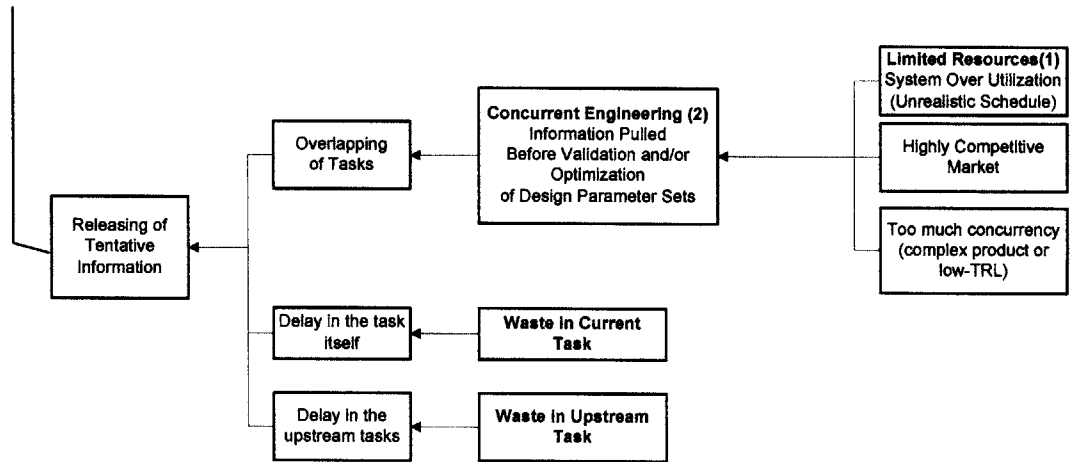 Limited Resources(1)
System Over Utilization
(Unrealistic Schedule)
Concurrent Engineering (2)
Information Pulled
Before Validation and/or
Optimization
of Design Parameter Sets
Overlapping
of Tasks
Highly Competitive
Market
Releasing of
Tentative
Information
Too much concurrency
(complex product or
low-TRL)
Delay in the task
itself
Waste in Current
Task
Delay in the
upstream tasks
Waste in Upstream
Task